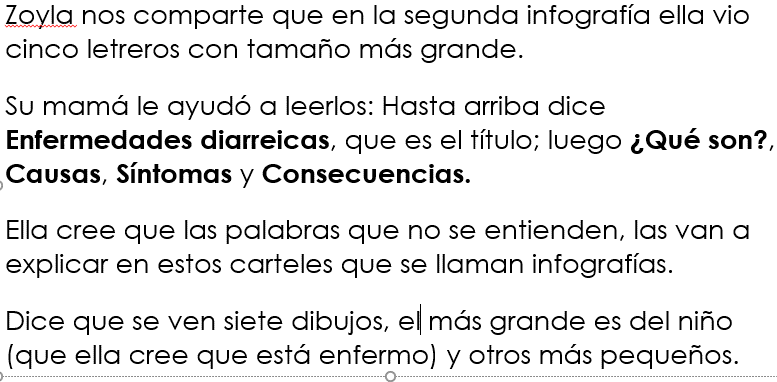 Zoyla nos comparte que en la segunda infografía ella vio
cinco letreros con tamaño más grande.
Su mamá le ayudó a leerlos: Hasta arriba dice
Enfermedades diarreicas, que es el título; luego ¿Qué son?,
Causas, Síntomas y Consecuencias.
Ella cree que las palabras que no se entienden, las van a
explicar en estos carteles que se llaman infografías.
Dice que se ven siete dibujos, el más grande es del niño
(que ella cree que está enfermo) y otros más pequeños.